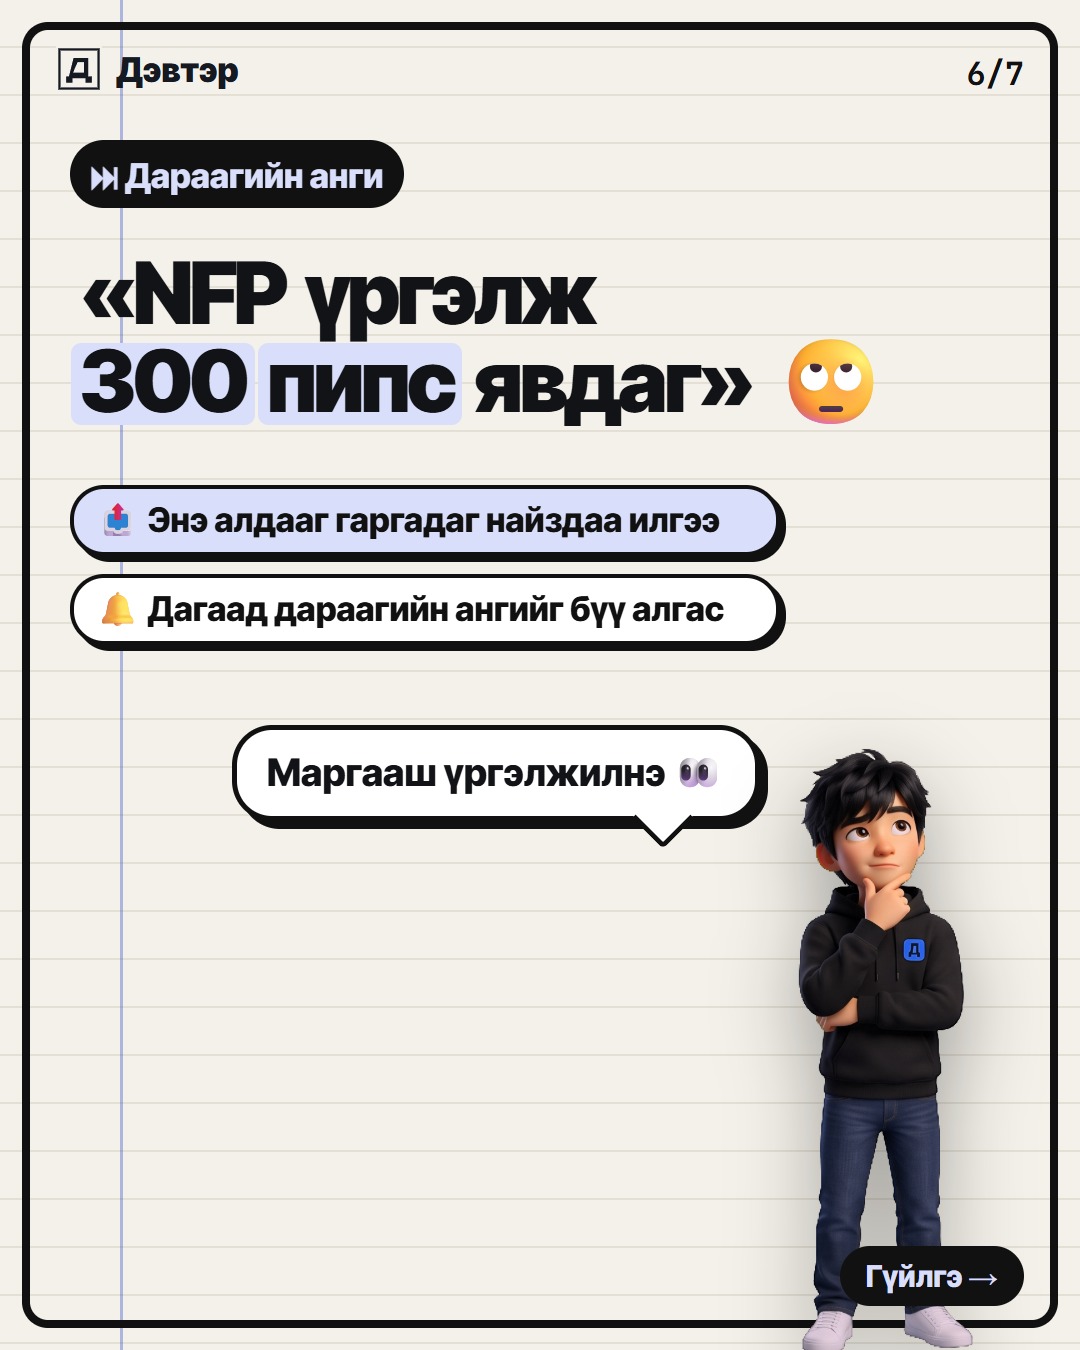 Д Дэвтэр
6/7
⏭ Дараагийн анги
«NFP үргэлж
300 пипс явдаг» 🙄
📤 Энэ алдааг гаргадаг найздаа илгээ
🔔 Дагаад дараагийн ангийг бүү алгас
Маргааш үргэлжилнэ 👀
Д
Гүйлгэ →